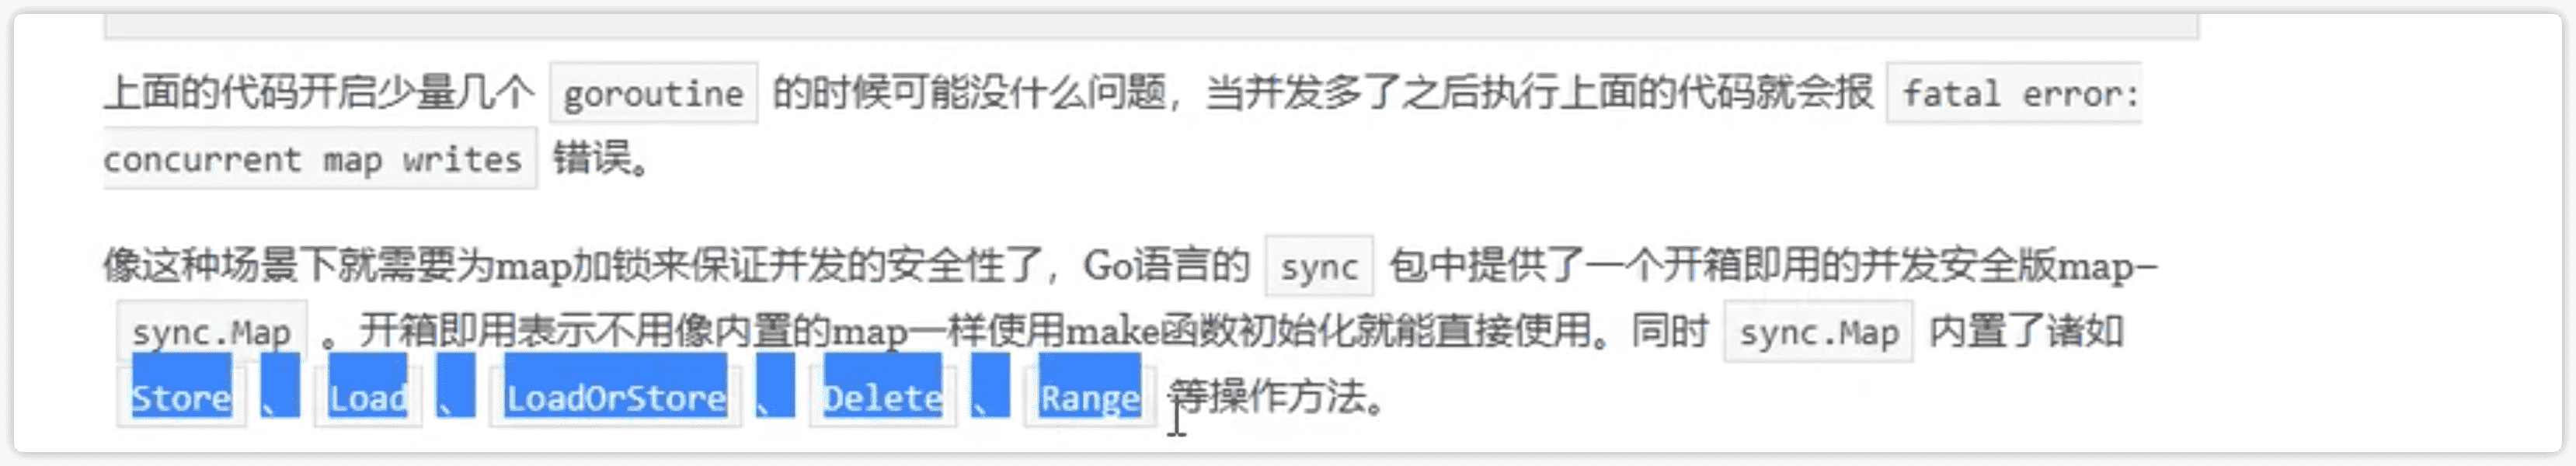 上面的代码开启少量几个 goroutine 的时候可能没什么问题，当并发多了之后执行上面的代码就会报 fatal error:
concurrent map writes 错误。
像这种场景下就需要为map加锁来保证并发的安全性了，Go语言的 sync 包中提供了一个开箱即用的并发安全版map–
sync.Map 。开箱即用表示不用像内置的map一样使用make函数初始化就能直接使用。同时 sync.Map 内置了诸如
Store 、 Load 、 LoadOrStore 、 Delete 、 Range 等操作方法。